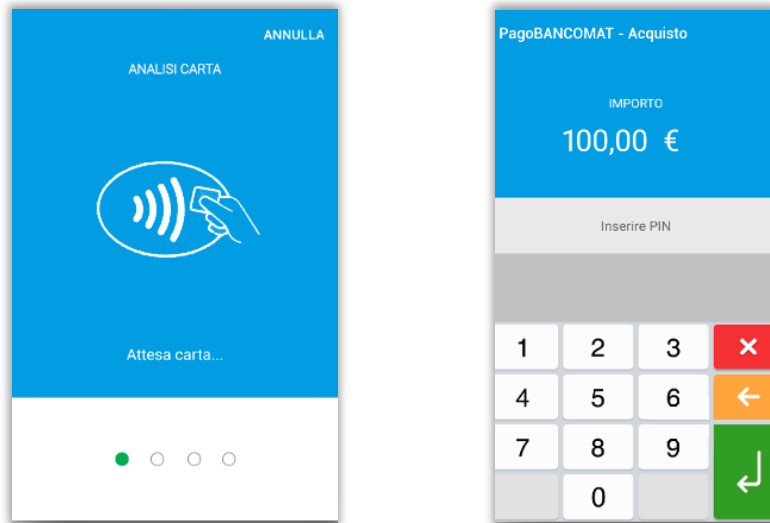 ANNULLA
ANALISI CARTA
Attesa carta...
PagoBANCOMAT - Acquisto
IMPORTO
100,00 €
Inserire PIN
1 2 3
4 5 6
7 8 9
0